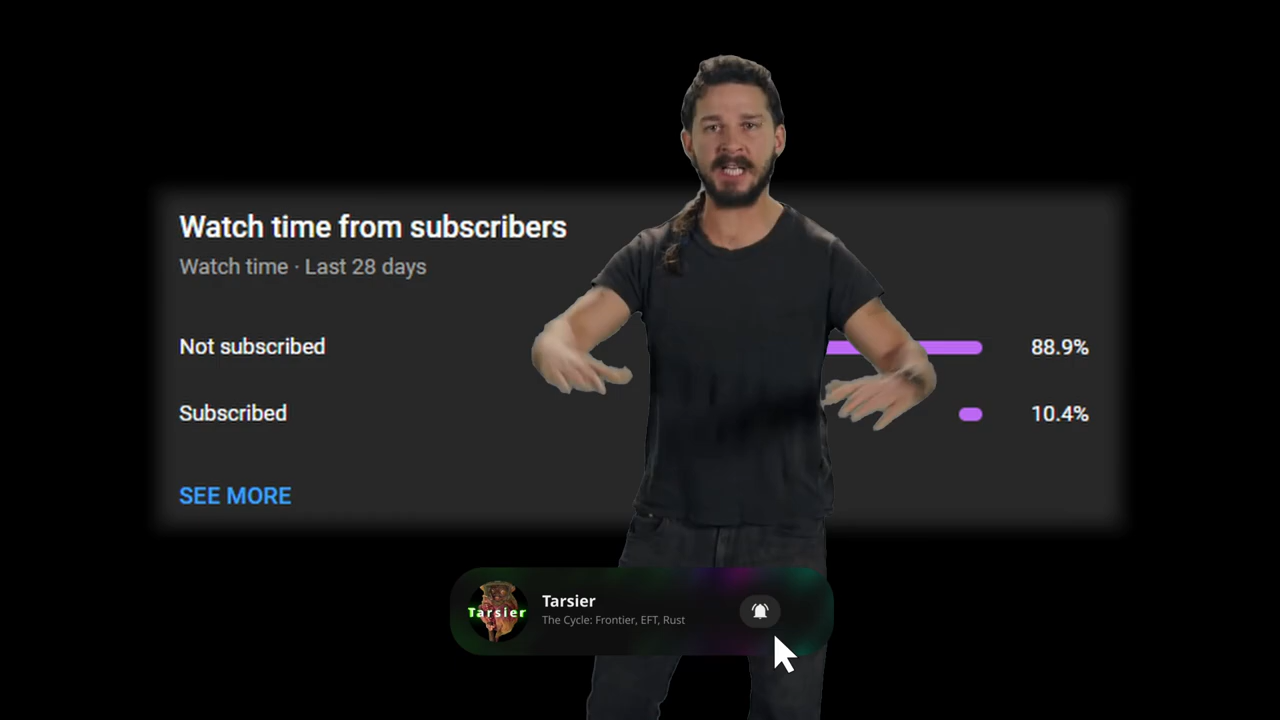 Watch time from subscribers
Watch time · Last 28 days
Not subscribed
88.9%
Subscribed
10.4%
SEE MORE
Tarsier
Tarsier
The Cycle: Frontier, EFT, Rust